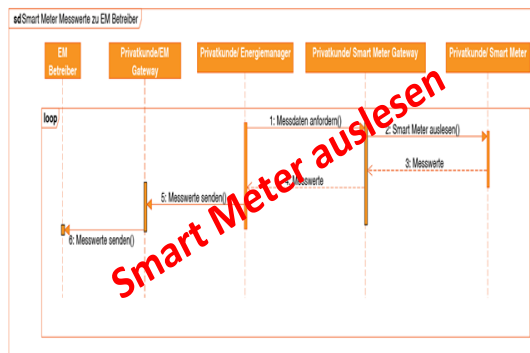 sd Smart Meter Messwerte zu EM Betreiber
EM
Betreiber
Privatkunde/EM
Gateway
Privatkunde/ Energiemanager
Privatkunde/ Smart Meter Gateway
Privatkunde/ Smart Meter
loop
1: Messdaten anfordern()
2: Smart Meter auslesen()
3: Messwerte
4: Messwerte
5: Messwerte senden()
6: Messwerte senden()
Smart Meter auslesen